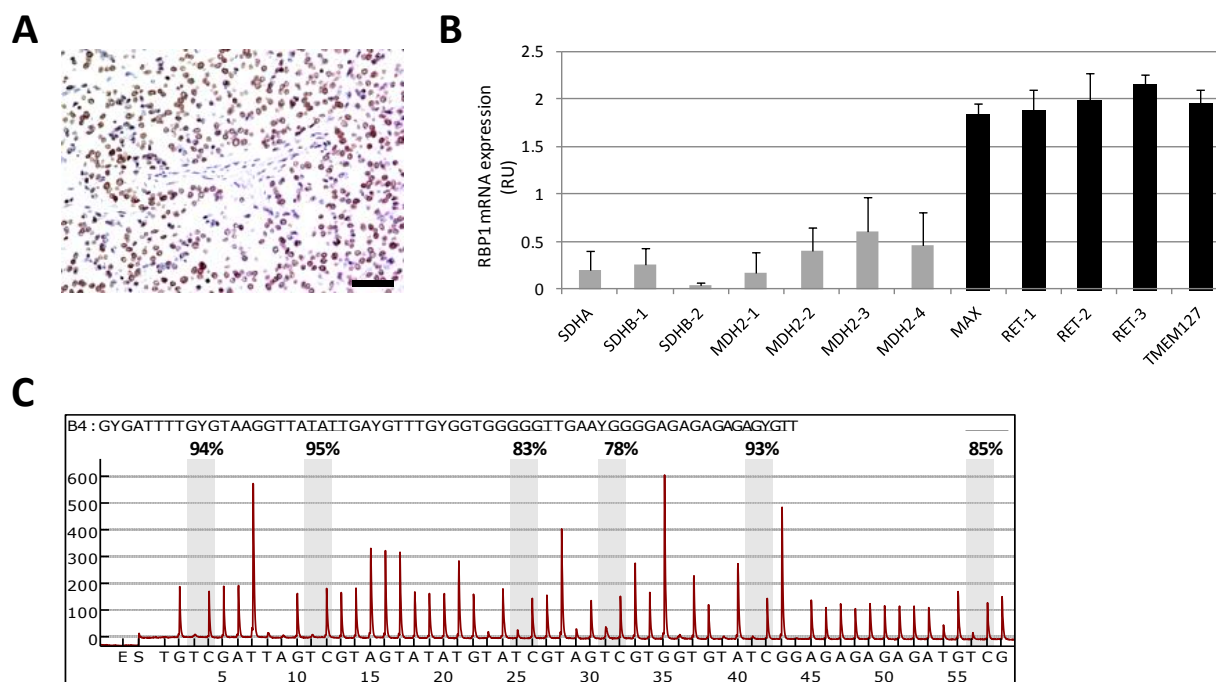 A
B
2.5
2
1.5
1
0.5
0
RBP1 mRNA expression
(RU)
SDHA
SDHB-1
SDHB-2
MDH2-1
MDH2-2
MDH2-3
MDH2-4
MAX
RET-1
RET-2
RET-3
TMEM127
C
B4 : GYGATTTTGYGTAAGGTTATATTGAYGTTTGYGGTGGGGGTTGAAYGGGGAGAGAGAGAGYGTT
94% 95% 83% 78% 93% 85%
600
500
400
300
200
100
0
E S T G T C G A T T A G T C G T A G T A T A T G T A T C G T A G T C G T G G T G T A T C G G A G A G A G A G A T G T C G
5 10 15 20 25 30 35 40 45 50 55